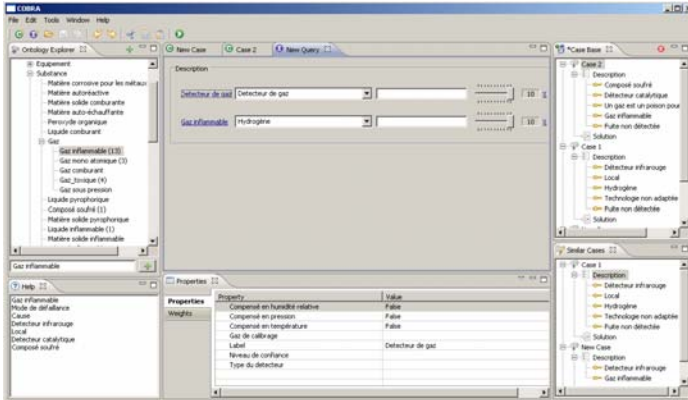 COBRA
File Edit Tools Window Help
Ontology Explorer
Equipement
Substance
Matière corrosive pour les métaux
Matière autoréactive
Matière solide comburante
Matière auto-échauffante
Peroxyde organique
Liquide comburant
Gaz
Gaz inflammable (13)
Gaz mono atomique (3)
Gaz comburant
Gaz_toxique (4)
Gaz sous pression
Liquide pyrophorique
Composé soufré (1)
Matière solide pyrophorique
Liquide inflammable (1)
Matière solide inflammable
Gaz inflammable
Help
Gaz inflammable
Mode de défaillance
Cause
Detecteur infrarouge
Local
Detecteur catalytique
Composé soufré
New Case Case 2 New Query
Description
Detecteur de gaz Detecteur de gaz 10
Gaz inflammable Hydrogène 10
Properties
Properties
Weights
Property Value
Compensé en humidité relative False
Compensé en pression False
Compensé en température False
Gaz de calibrage
Label Detecteur de gaz
Niveau de confiance
Type du detecteur
*Case Base
Case 2
Description
Composé soufré
Détecteur catalytique
Un gaz est un poison pour
Gaz inflammable
Fuite non détectée
Solution
Case 1
Description
Détecteur infrarouge
Local
Hydrogène
Technologie non adaptée
Fuite non détectée
Solution
Similar Cases
Case 1
Description
Détecteur infrarouge
Local
Hydrogène
Technologie non adaptée
Fuite non détectée
Solution
New Case
Description
Detecteur infrarouge
Gaz inflammable